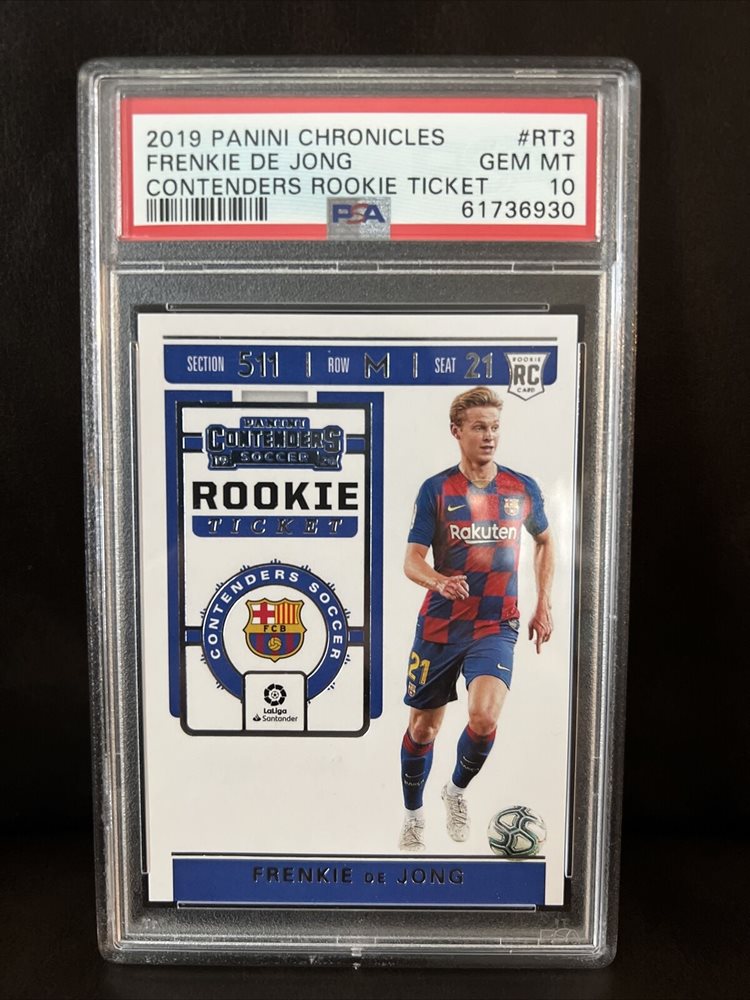 2019 PANINI CHRONICLES #RT3
FRENKIE DE JONG GEM MT
CONTENDERS ROOKIE TICKET 10
PSA 61736930
SECTION 511 | ROW M | SEAT 21
ROOKIE
RC
CARD
PANINI
CONTENDERS
19 SOCCER 20
ROOKIE
TICKET
CONTENDERS SOCCER
FCB
LaLiga
Santander
Rakuten
21
FRENKIE DE JONG